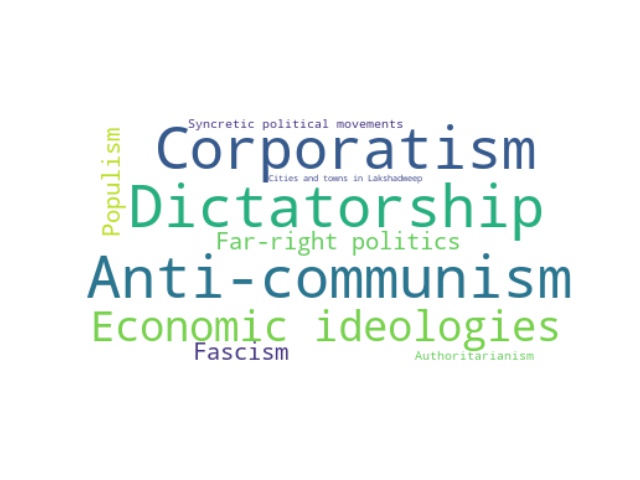 Syncretic political movements
Corporatism
Populism
Cities and towns in Lakshadweep
Dictatorship
Far-right politics
Anti-communism
Economic ideologies
Fascism
Authoritarianism